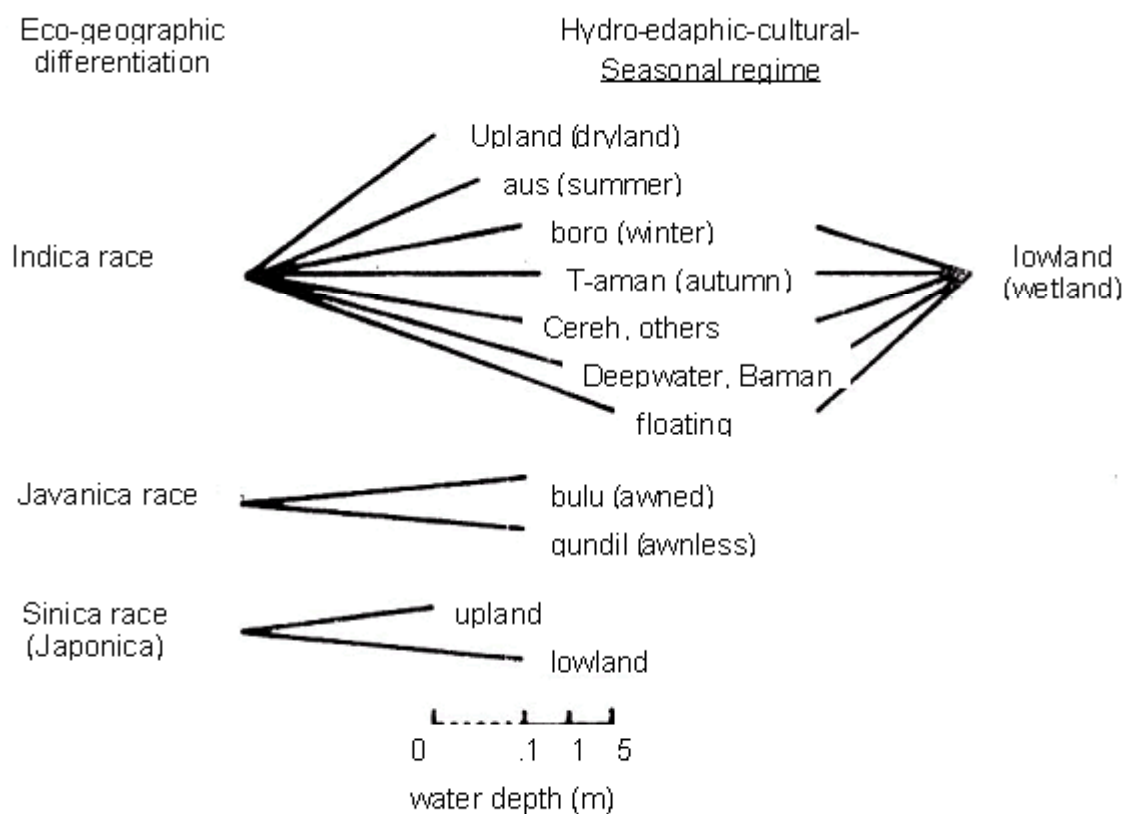 Eco-geographic
differentiation
Hydro-edaphic-cultural-
Seasonal regime
Upland (dryland)
aus (summer)
boro (winter)
Indica race
T-aman (autumn)
lowland
(wetland)
Cereh, others
Deepwater, Baman
floating
Javanica race
bulu (awned)
gundil (awnless)
Sinica race
(Japonica)
upland
lowland
0 .1 1 5
water depth (m)